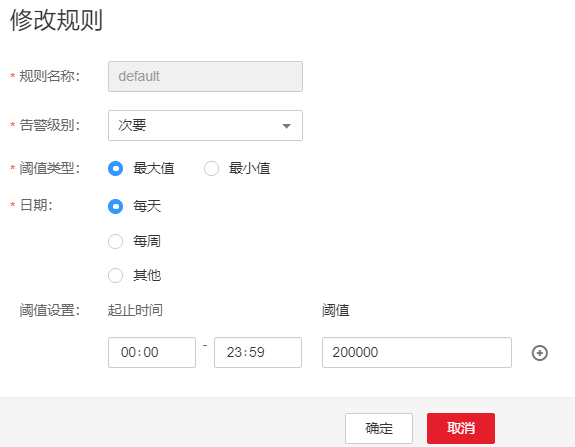 修改规则
* 规则名称: default
* 告警级别: 次要
* 阈值类型: 最大值 最小值
* 日期: 每天
每周
其他
阈值设置: 起止时间 阈值
00:00 - 23:59 200000
确定 取消